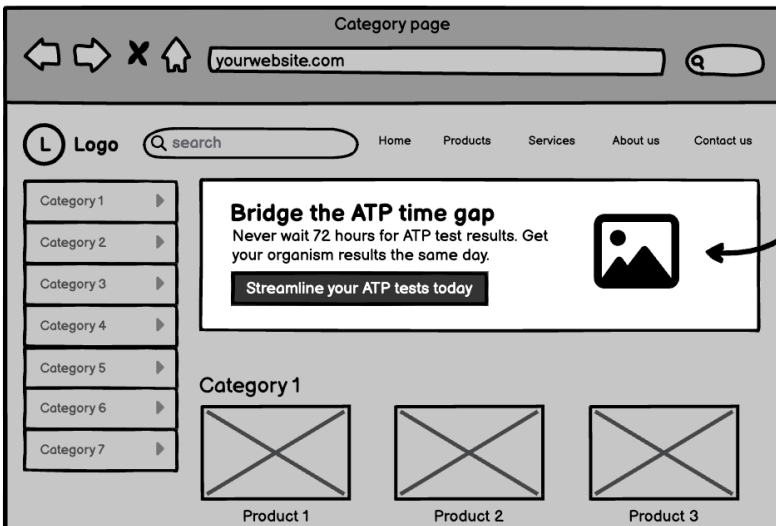 Category page
yourwebsite.com
L Logo
search
Home
Products
Services
About us
Contact us
Category 1
Category 2
Category 3
Category 4
Category 5
Category 6
Category 7
Bridge the ATP time gap
Never wait 72 hours for ATP test results. Get
your organism results the same day.
Streamline your ATP tests today
Category 1
Product 1
Product 2
Product 3